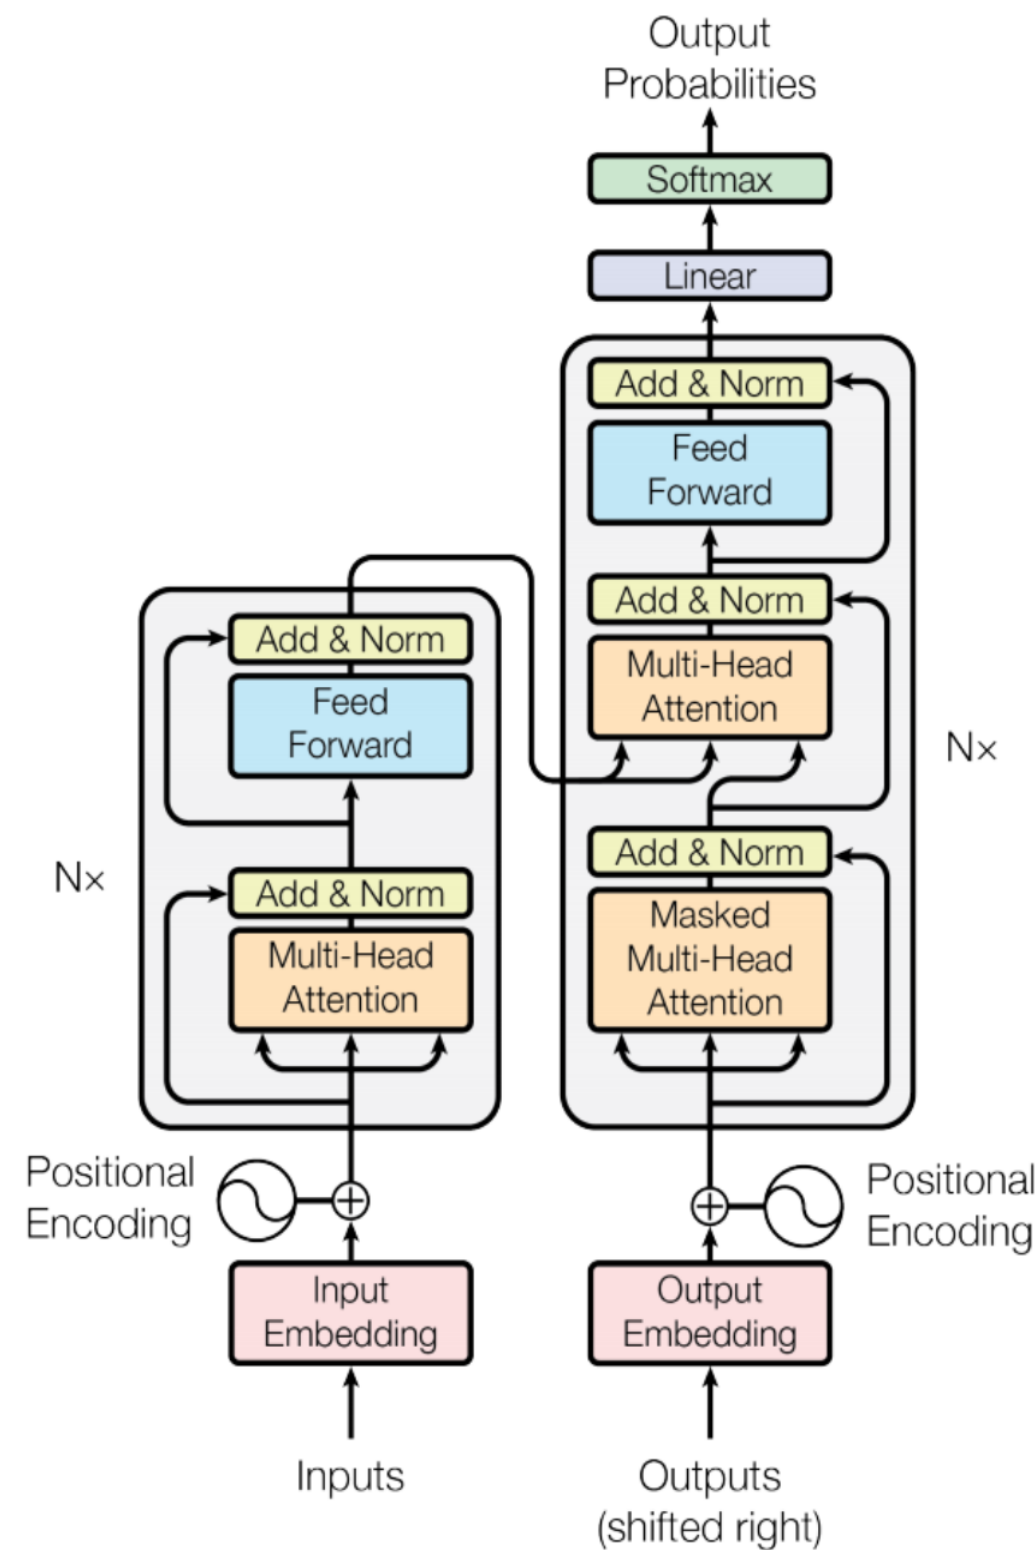 Output
Probabilities
Softmax
Linear
Add & Norm
Feed
Forward
Add & Norm
Multi-Head
Attention
Nx
Add & Norm
Masked
Multi-Head
Attention
Add & Norm
Feed
Forward
Nx
Add & Norm
Multi-Head
Attention
Positional
Encoding
Positional
Encoding
Input
Embedding
Output
Embedding
Inputs
Outputs
(shifted right)